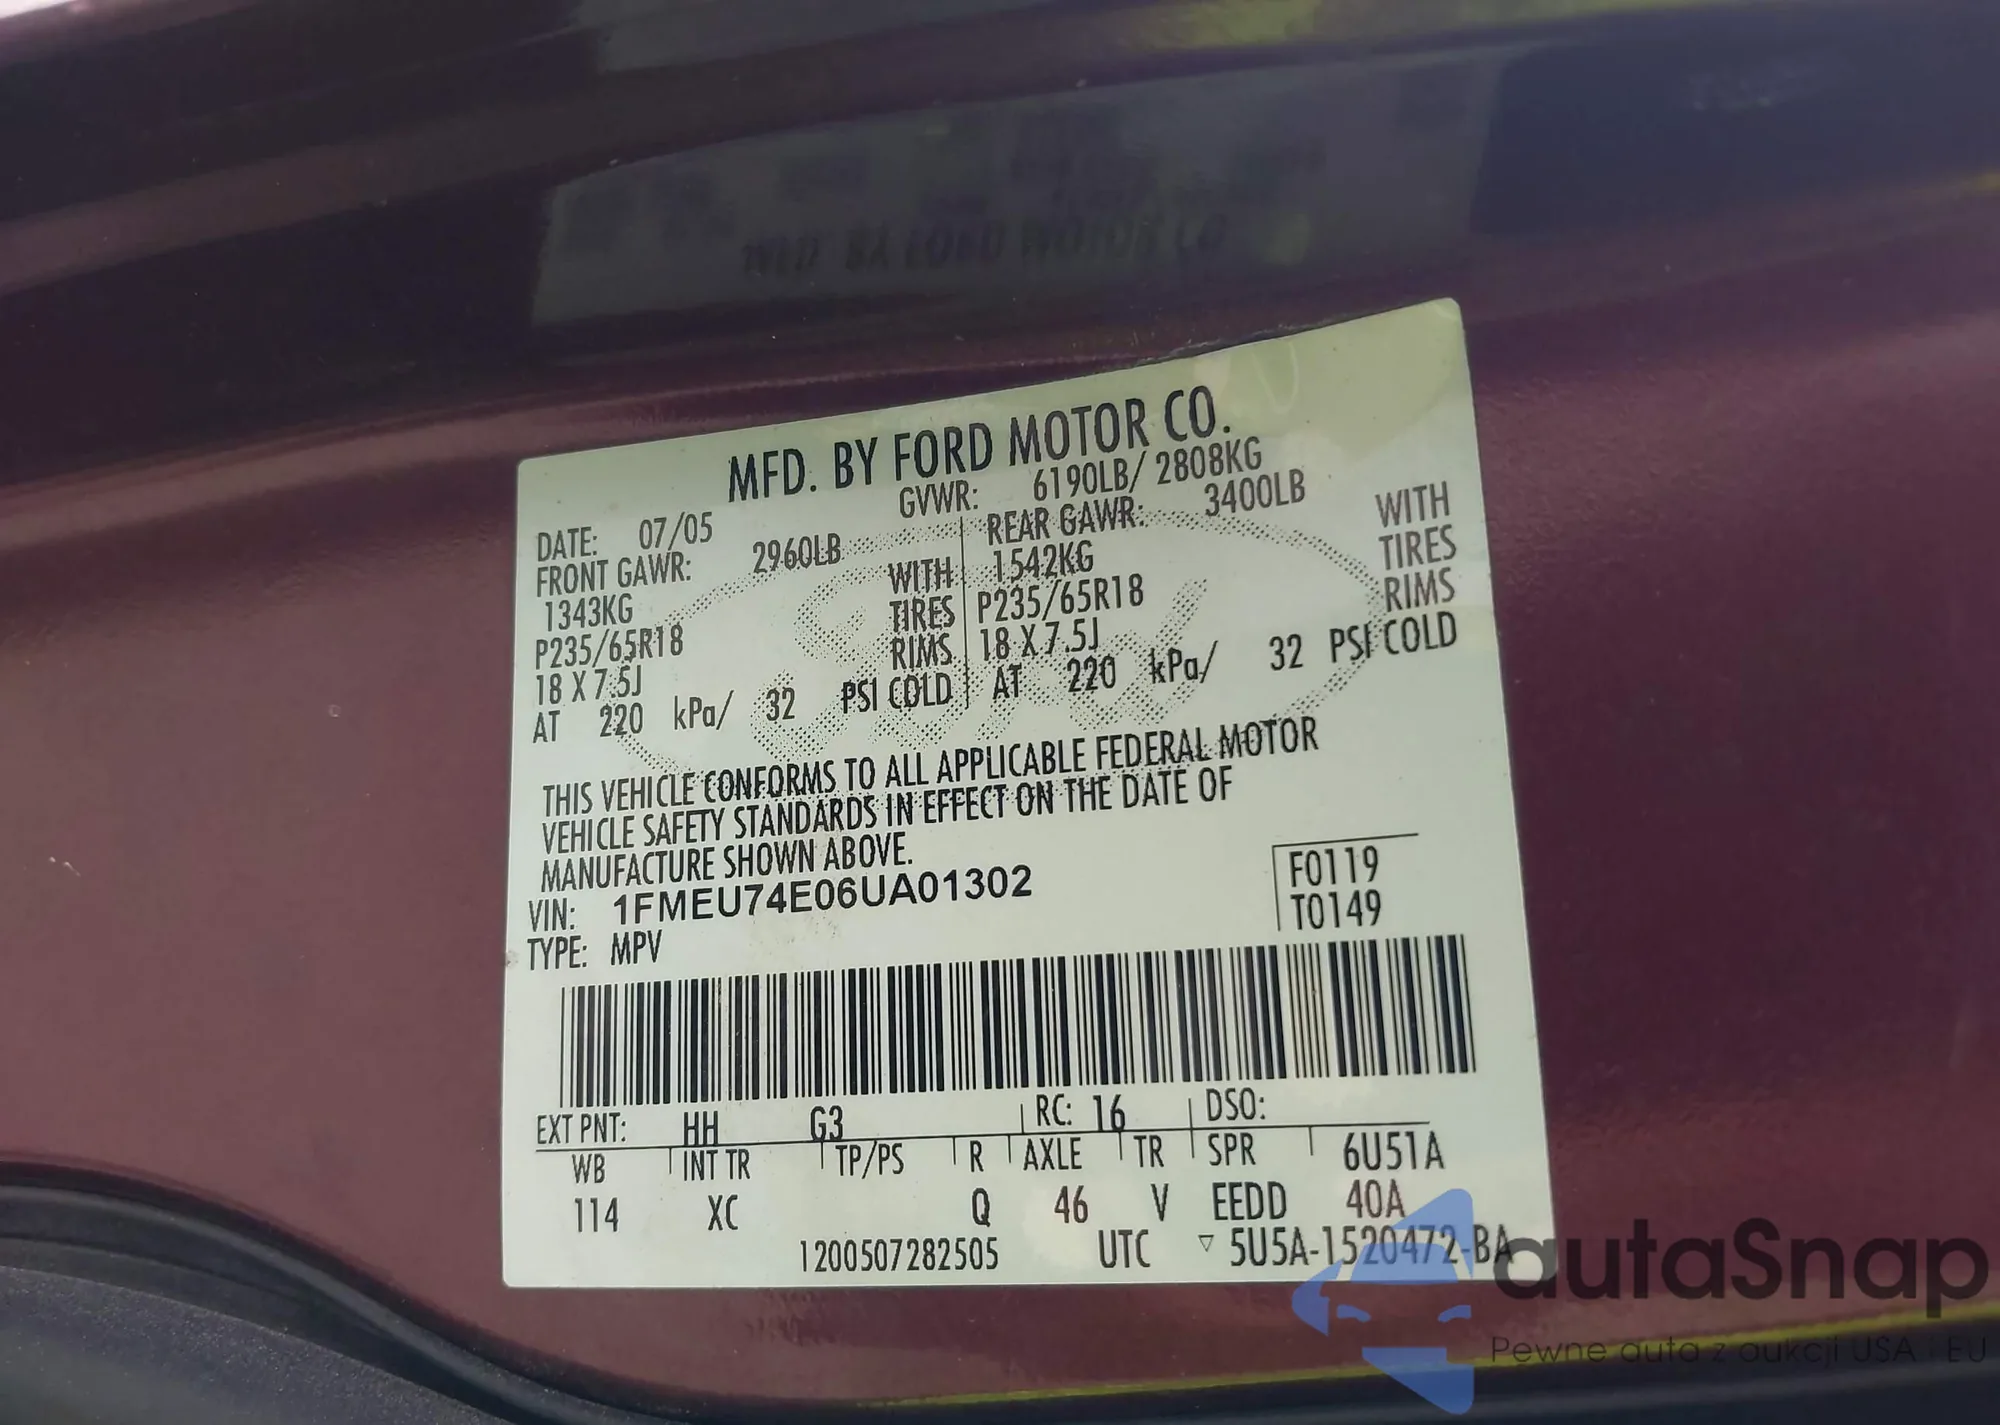 MFD. BY FORD MOTOR CO.
DATE: 07/05 GVWR: 6190LB/ 2808KG
FRONT GAWR: 2960LB REAR GAWR: 3400LB
1343KG WITH 1542KG WITH
P235/65R18 TIRES P235/65R18 TIRES
18 X 7.5J RIMS 18 X 7.5J RIMS
AT 220 kPa/ 32 PSI COLD AT 220 kPa/ 32 PSI COLD
THIS VEHICLE CONFORMS TO ALL APPLICABLE FEDERAL MOTOR
VEHICLE SAFETY STANDARDS IN EFFECT ON THE DATE OF
MANUFACTURE SHOWN ABOVE.
VIN: 1FMEU74E06UA01302 F0119
TYPE: MPV T0149
EXT PNT: HH G3 RC: 16 DSO:
WB INT TR TP/PS R AXLE TR SPR 6U51A
114 XC Q 46 V EEDD 40A
1200507282505 UTC ▽ 5U5A-1520472-BA
autaSnap
Pewne auta z aukcji USA i EU